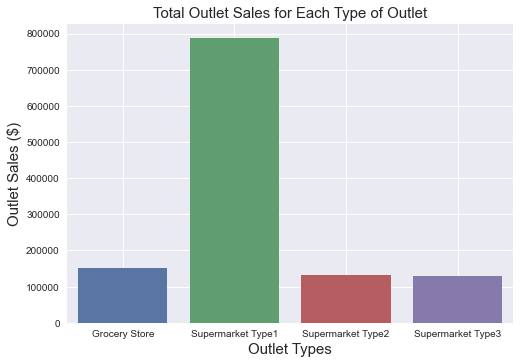 Total Outlet Sales for Each Type of Outlet
Outlet Sales ($)
800000
700000
600000
500000
400000
300000
200000
100000
0
Grocery Store Supermarket Type1 Supermarket Type2 Supermarket Type3
Outlet Types